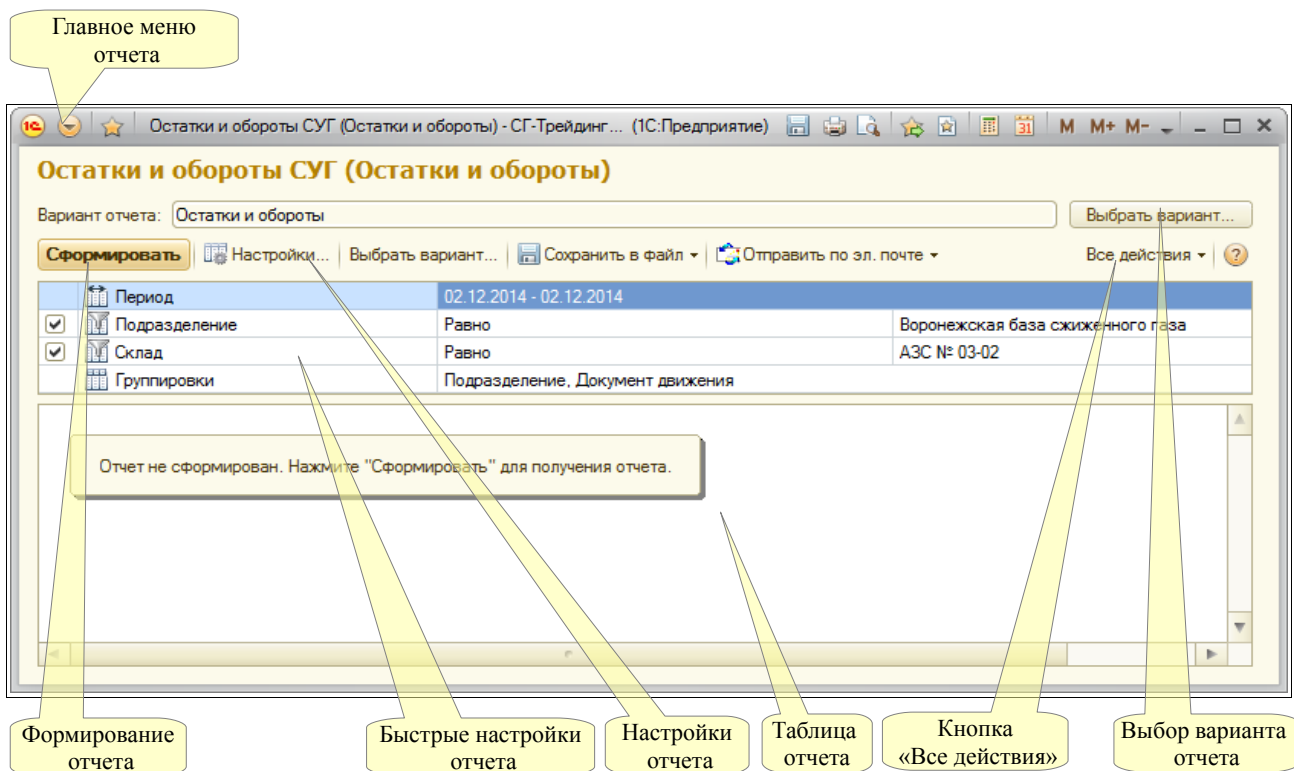 Главное меню
отчета
1С Остатки и обороты СУГ (Остатки и обороты) - СГ-Трейдинг... (1С:Предприятие) 31 M M+ M-
Остатки и обороты СУГ (Остатки и обороты)
Вариант отчета: Остатки и обороты Выбрать вариант...
Сформировать Настройки... Выбрать вариант... Сохранить в файл Отправить по эл. почте Все действия ?
Период 02.12.2014 - 02.12.2014
Подразделение Равно Воронежская база сжиженного газа
Склад Равно АЗС № 03-02
Группировки Подразделение, Документ движения
Отчет не сформирован. Нажмите "Сформировать" для получения отчета.
Формирование
отчета
Быстрые настройки
отчета
Настройки
отчета
Таблица
отчета
Кнопка
«Все действия»
Выбор варианта
отчета